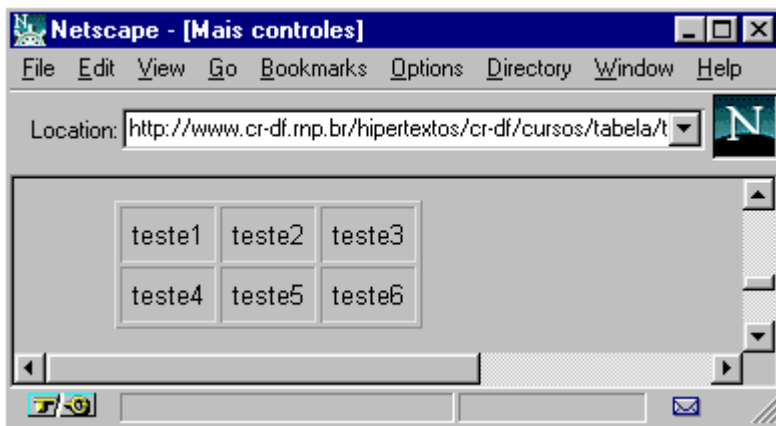 Netscape - [Mais controles]
File Edit View Go Bookmarks Options Directory Window Help
Location: http://www.cr-df.rnp.br/hipertextos/cr-df/cursos/tabela/t N
teste1 teste2 teste3
teste4 teste5 teste6